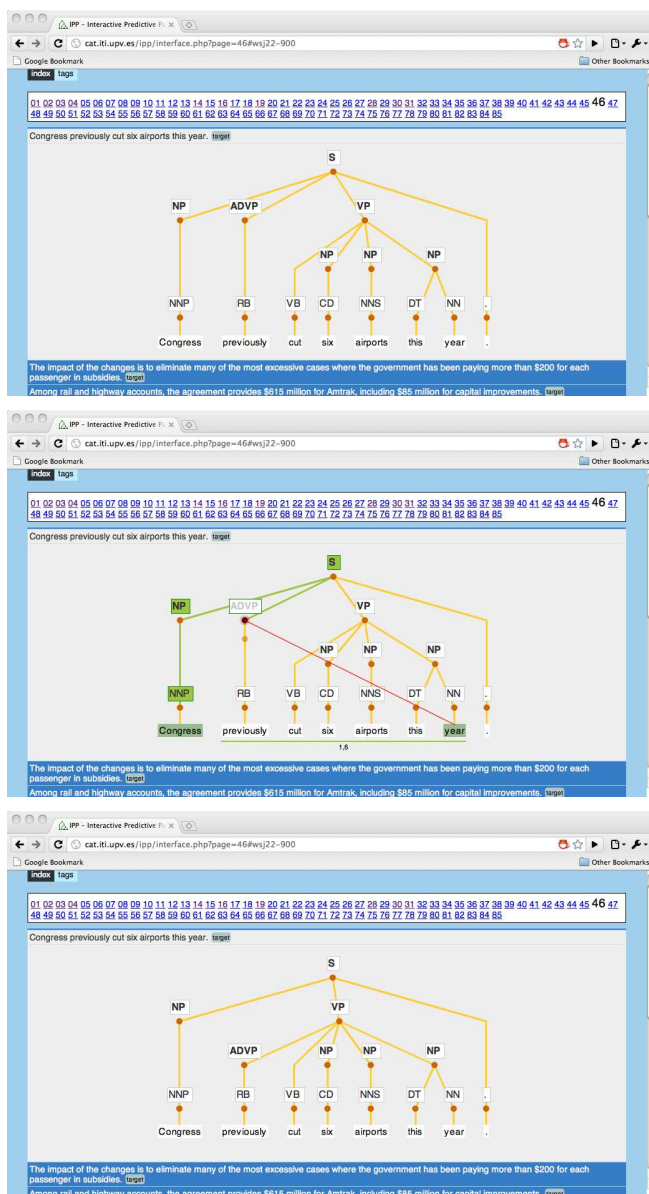 IPP – Interactive Predictive Pa
cat.iti.upv.es/ipp/interface.php?page=46#wsj22-900
Google Bookmark Other Bookmarks
index tags
01 02 03 04 05 06 07 08 09 10 11 12 13 14 15 16 17 18 19 20 21 22 23 24 25 26 27 28 29 30 31 32 33 34 35 36 37 38 39 40 41 42 43 44 45 46 47
48 49 50 51 52 53 54 55 56 57 58 59 60 61 62 63 64 65 66 67 68 69 70 71 72 73 74 75 76 77 78 79 80 81 82 83 84 85
Congress previously cut six airports this year. target
S
NP ADVP VP
NP NP NP
NNP RB VB CD NNS DT NN .
Congress previously cut six airports this year .
The impact of the changes is to eliminate many of the most excessive cases where the government has been paying more than $200 for each
passenger in subsidies. target
Among rail and highway accounts, the agreement provides $615 million for Amtrak, including $85 million for capital improvements. target
IPP – Interactive Predictive Pa
cat.iti.upv.es/ipp/interface.php?page=46#wsj22-900
Google Bookmark Other Bookmarks
index tags
01 02 03 04 05 06 07 08 09 10 11 12 13 14 15 16 17 18 19 20 21 22 23 24 25 26 27 28 29 30 31 32 33 34 35 36 37 38 39 40 41 42 43 44 45 46 47
48 49 50 51 52 53 54 55 56 57 58 59 60 61 62 63 64 65 66 67 68 69 70 71 72 73 74 75 76 77 78 79 80 81 82 83 84 85
Congress previously cut six airports this year. target
S
NP ADVP VP
NP NP NP
NNP RB VB CD NNS DT NN .
Congress previously cut six airports this year .
1,6
The impact of the changes is to eliminate many of the most excessive cases where the government has been paying more than $200 for each
passenger in subsidies. target
Among rail and highway accounts, the agreement provides $615 million for Amtrak, including $85 million for capital improvements. target
IPP – Interactive Predictive Pa
cat.iti.upv.es/ipp/interface.php?page=46#wsj22-900
Google Bookmark Other Bookmarks
index tags
01 02 03 04 05 06 07 08 09 10 11 12 13 14 15 16 17 18 19 20 21 22 23 24 25 26 27 28 29 30 31 32 33 34 35 36 37 38 39 40 41 42 43 44 45 46 47
48 49 50 51 52 53 54 55 56 57 58 59 60 61 62 63 64 65 66 67 68 69 70 71 72 73 74 75 76 77 78 79 80 81 82 83 84 85
Congress previously cut six airports this year. target
S
NP VP
ADVP NP NP NP
NNP RB VB CD NNS DT NN .
Congress previously cut six airports this year .
The impact of the changes is to eliminate many of the most excessive cases where the government has been paying more than $200 for each
passenger in subsidies. target
Among rail and highway accounts, the agreement provides $615 million for Amtrak, including $85 million for capital improvements. target